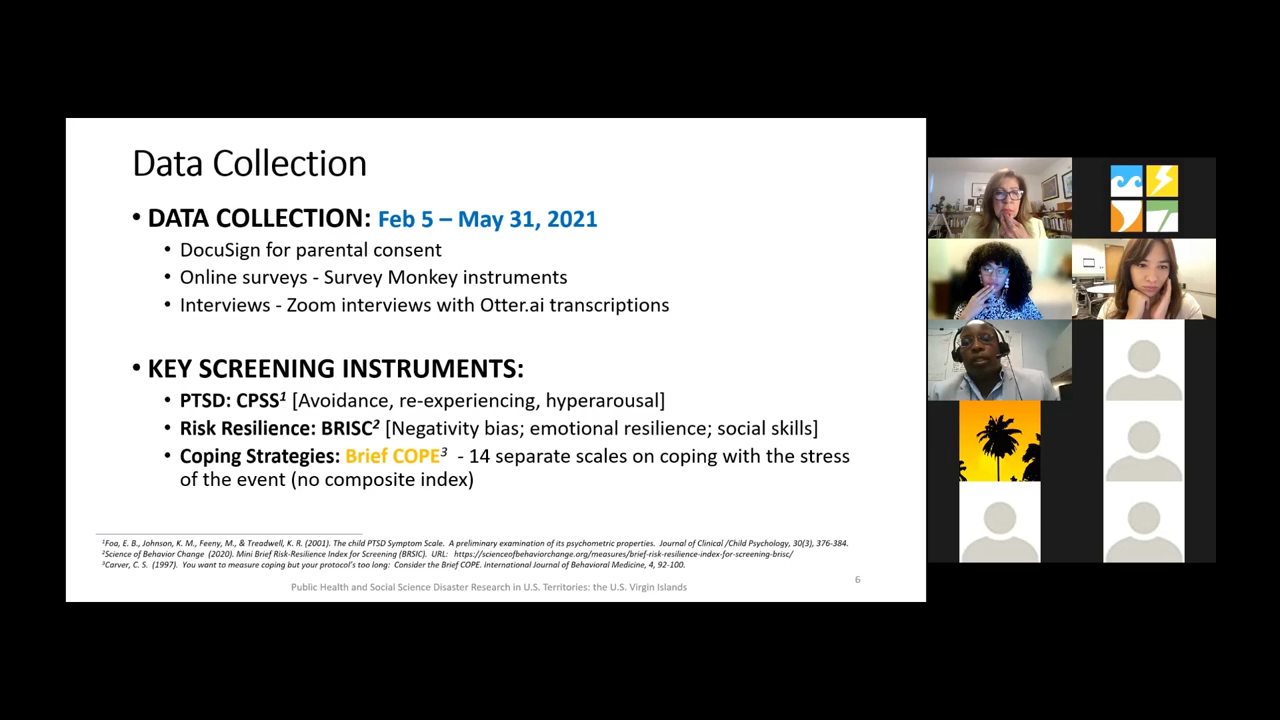 Data Collection
• DATA COLLECTION: Feb 5 – May 31, 2021
• DocuSign for parental consent
• Online surveys - Survey Monkey instruments
• Interviews - Zoom interviews with Otter.ai transcriptions
• KEY SCREENING INSTRUMENTS:
• PTSD: CPSS¹ [Avoidance, re-experiencing, hyperarousal]
• Risk Resilience: BRISC² [Negativity bias; emotional resilience; social skills]
• Coping Strategies: Brief COPE³ - 14 separate scales on coping with the stress
of the event (no composite index)
¹Foa, E. B., Johnson, K. M., Feeny, M., & Treadwell, K. R. (2001). The child PTSD Symptom Scale. A preliminary examination of its psychometric properties. Journal of Clinical /Child Psychology, 30(3), 376-384.
²Science of Behavior Change (2020). Mini Brief Risk-Resilience Index for Screening (BRSIC). URL: https://scienceofbehaviorchange.org/measures/brief-risk-resilience-index-for-screening-brisc/
³Carver, C. S. (1997). You want to measure coping but your protocol's too long: Consider the Brief COPE. International Journal of Behavioral Medicine, 4, 92-100.
Public Health and Social Science Disaster Research in U.S. Territories: the U.S. Virgin Islands
6